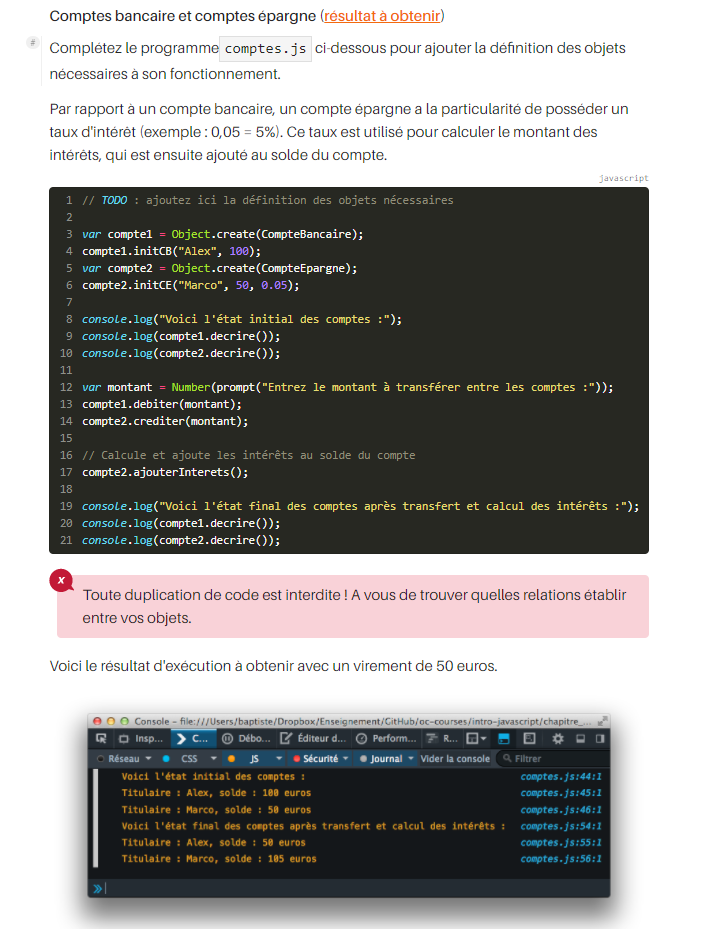 Comptes bancaire et comptes épargne (résultat à obtenir)
#
Complétez le programme comptes.js ci-dessous pour ajouter la définition des objets
nécessaires à son fonctionnement.
Par rapport à un compte bancaire, un compte épargne a la particularité de posséder un
taux d'intérêt (exemple : 0,05 = 5%). Ce taux est utilisé pour calculer le montant des
intérêts, qui est ensuite ajouté au solde du compte.
javascript
1 // TODO : ajoutez ici la définition des objets nécessaires
2
3 var compte1 = Object.create(CompteBancaire);
4 compte1.initCB("Alex", 100);
5 var compte2 = Object.create(CompteEpargne);
6 compte2.initCE("Marco", 50, 0.05);
7
8 console.log("Voici l'état initial des comptes :");
9 console.log(compte1.decrire());
10 console.log(compte2.decrire());
11
12 var montant = Number(prompt("Entrez le montant à transférer entre les comptes :"));
13 compte1.debiter(montant);
14 compte2.crediter(montant);
15
16 // Calcule et ajoute les intérêts au solde du compte
17 compte2.ajouterInterets();
18
19 console.log("Voici l'état final des comptes après transfert et calcul des intérêts :");
20 console.log(compte1.decrire());
21 console.log(compte2.decrire());
x
Toute duplication de code est interdite ! A vous de trouver quelles relations établir
entre vos objets.
Voici le résultat d'exécution à obtenir avec un virement de 50 euros.
Console - file:///Users/baptiste/Dropbox/Enseignement/GitHub/oc-courses/intro-javascript/chapitre_...
Insp... C... Débo... Éditeur d... Perform... R...
Réseau CSS JS Sécurité Journal Vider la console Filtrer
Voici l'état initial des comptes : comptes.js:44:1
Titulaire : Alex, solde : 100 euros comptes.js:45:1
Titulaire : Marco, solde : 50 euros comptes.js:46:1
Voici l'état final des comptes après transfert et calcul des intérêts : comptes.js:54:1
Titulaire : Alex, solde : 50 euros comptes.js:55:1
Titulaire : Marco, solde : 105 euros comptes.js:56:1
»